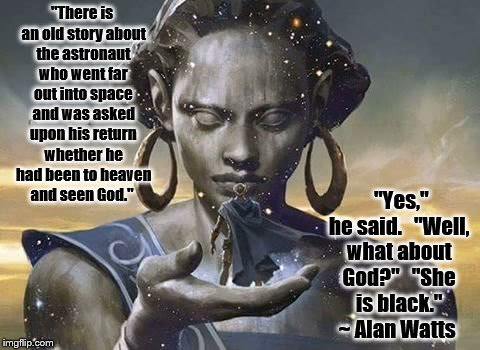 "There is
an old story about
the astronaut
who went far
out into space
and was asked
upon his return
whether he
had been to heaven
and seen God."
"Yes,"
he said. "Well,
what about
God?" "She
is black."
~ Alan Watts
imgflip.com